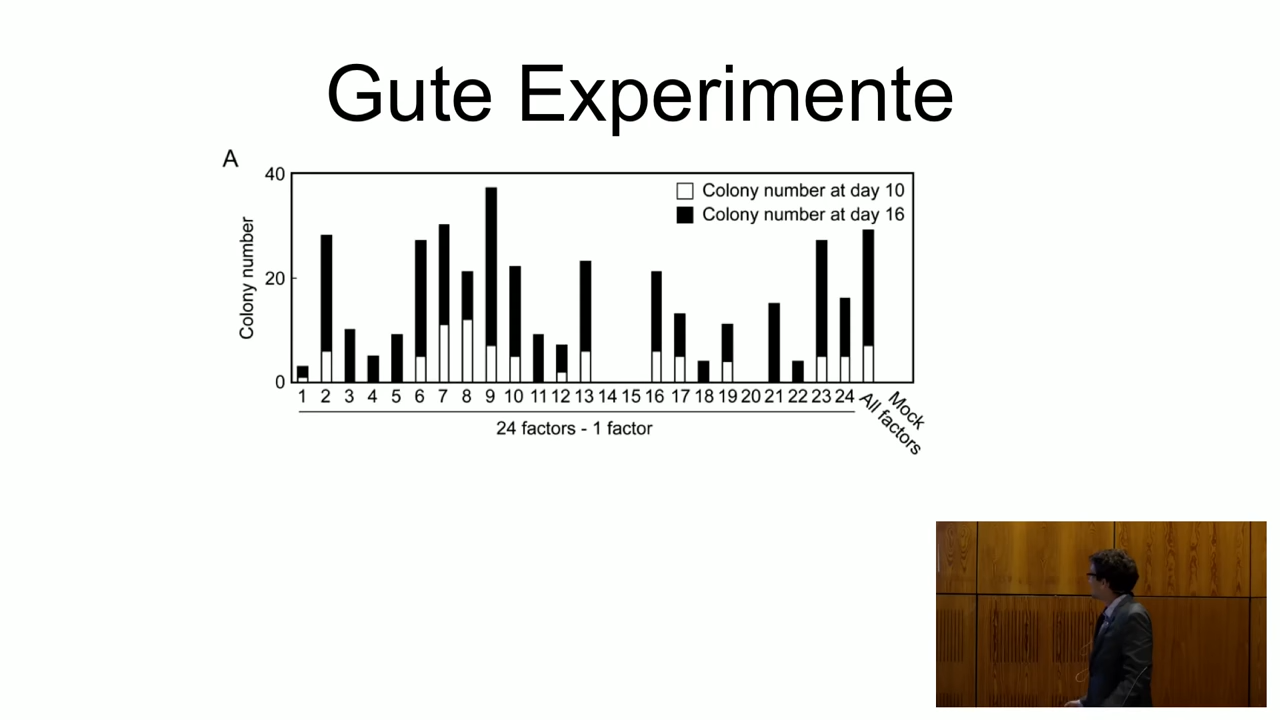 Gute Experimente
A
40
20
0
Colony number
Colony number at day 10
Colony number at day 16
1 2 3 4 5 6 7 8 9 10 11 12 13 14 15 16 17 18 19 20 21 22 23 24 All factors Mock
24 factors - 1 factor